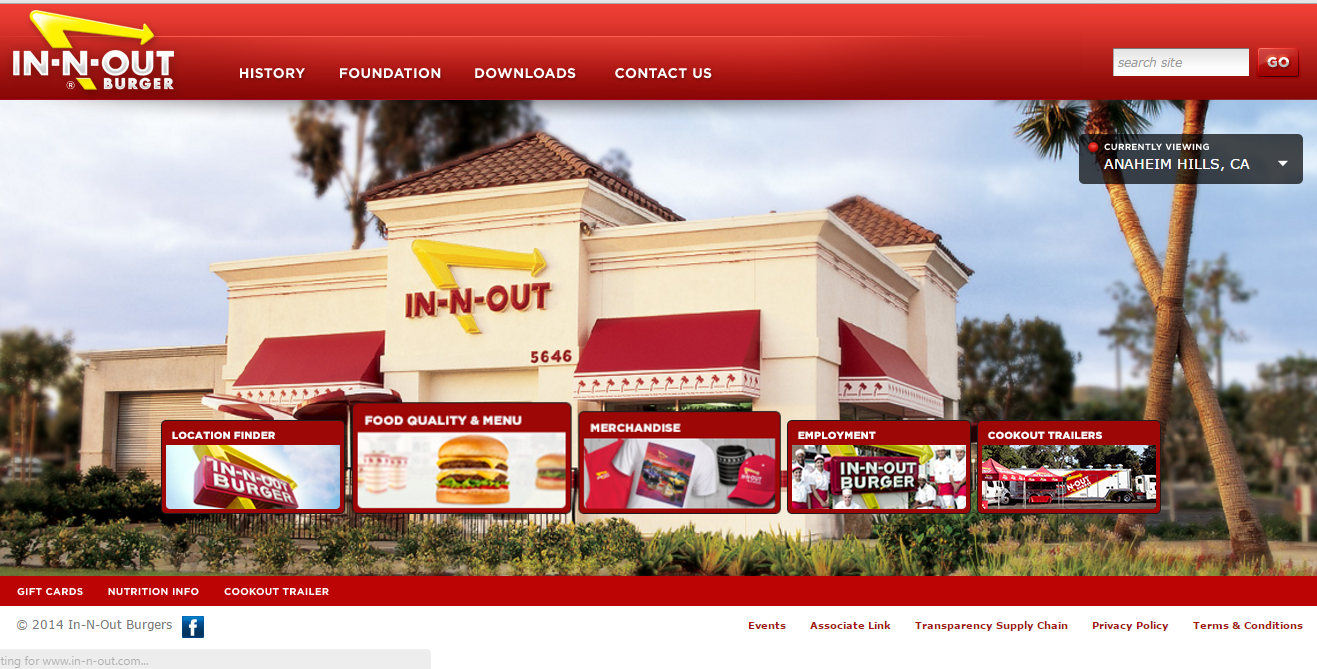 IN-N-OUT
® BURGER
HISTORY FOUNDATION DOWNLOADS CONTACT US
search site GO
CURRENTLY VIEWING
ANAHEIM HILLS, CA
IN-N-OUT
5646
LOCATION FINDER
IN-N-OUT
BURGER
FOOD QUALITY & MENU
MERCHANDISE
EMPLOYMENT
IN-N-OUT
BURGER
COOKOUT TRAILERS
GIFT CARDS NUTRITION INFO COOKOUT TRAILER
© 2014 In-N-Out Burgers f Events Associate Link Transparency Supply Chain Privacy Policy Terms & Conditions
ting for www.in-n-out.com...